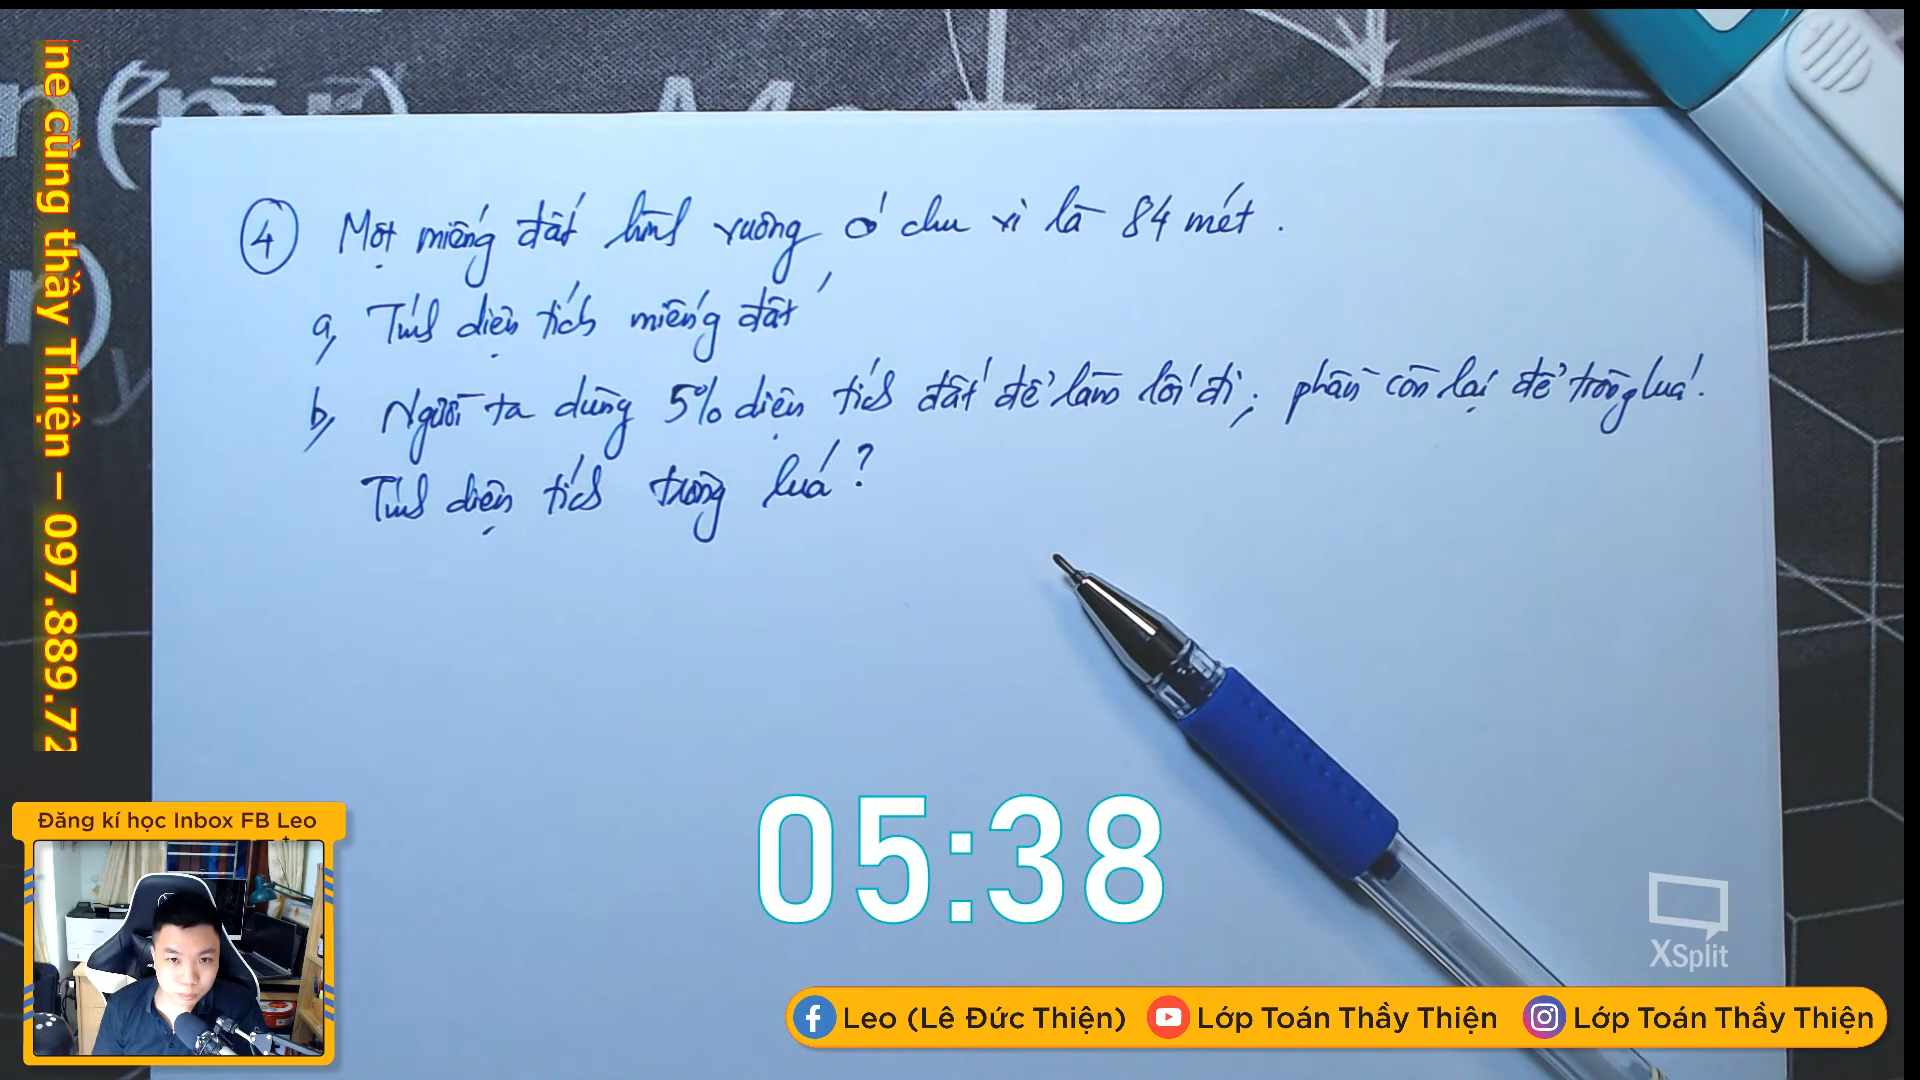 ne cùng thầy Thiện – 097.889.72
④ Một miếng đất hình vuông có chu vi là 84 mét.
a, Tính diện tích miếng đất
b, Người ta dùng 5% diện tích đất để làm lối đi; phần còn lại để trồng luá.
Tính diện tích trồng luá?
05:38
Đăng kí học Inbox FB Leo
XSplit
Leo (Lê Đức Thiện) Lớp Toán Thầy Thiện Lớp Toán Thầy Thiện